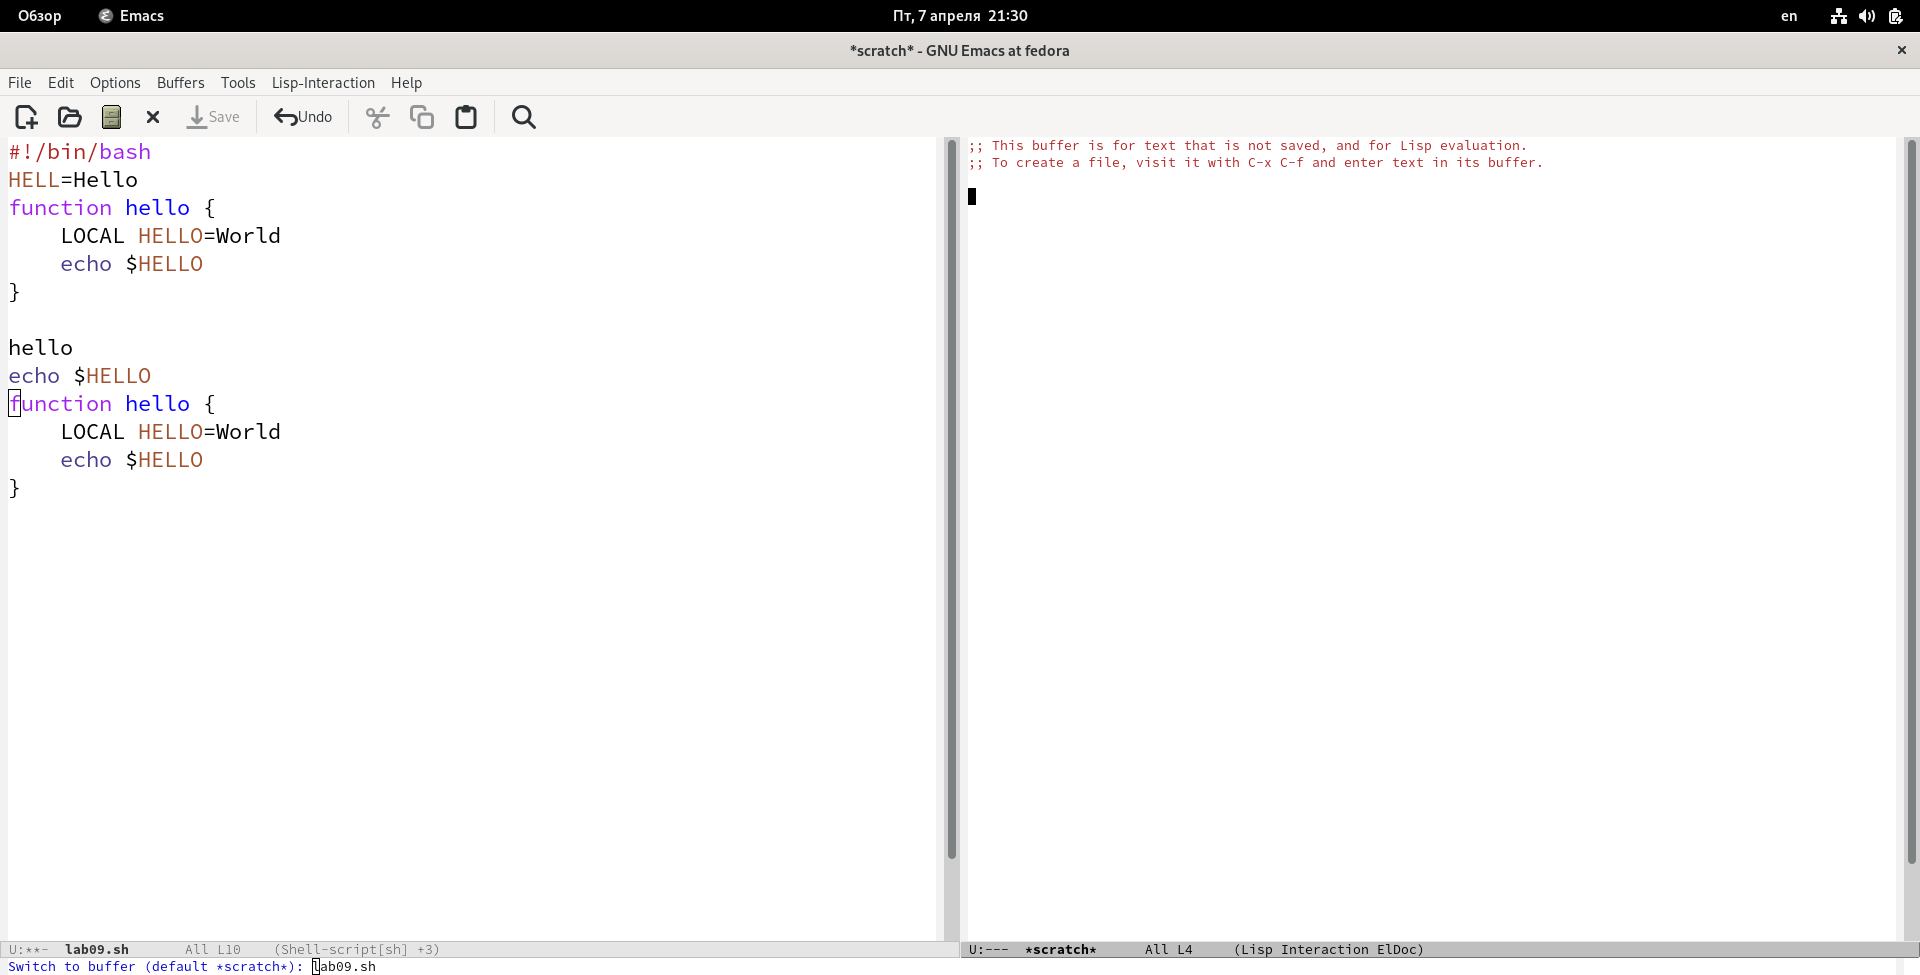 Обзор Emacs Пт, 7 апреля 21:30 en
*scratch* - GNU Emacs at fedora
File Edit Options Buffers Tools Lisp-Interaction Help
Save Undo
#!/bin/bash
HELL=Hello
function hello {
    LOCAL HELLO=World
    echo $HELLO
}
hello
echo $HELLO
function hello {
    LOCAL HELLO=World
    echo $HELLO
}
;; This buffer is for text that is not saved, and for Lisp evaluation.
;; To create a file, visit it with C-x C-f and enter text in its buffer.
U:**- lab09.sh All L10 (Shell-script[sh] +3)
U:--- *scratch* All L4 (Lisp Interaction ElDoc)
Switch to buffer (default *scratch*): lab09.sh